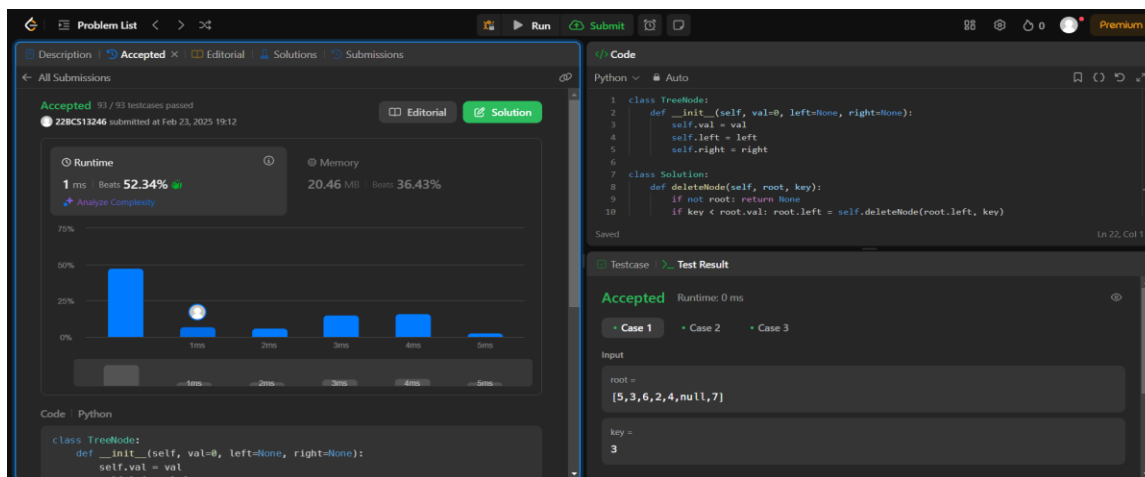 Problem List
Run
Submit
0
Premium
Description
Accepted
Editorial
Solutions
Submissions
All Submissions
Accepted 93 / 93 testcases passed
22BCS13246 submitted at Feb 23, 2025 19:12
Editorial
Solution
Runtime
1 ms Beats 52.34%
Analyze Complexity
Memory
20.46 MB Beats 36.43%
75%
50%
25%
0%
1ms 2ms 3ms 4ms 5ms
1ms 2ms 3ms 4ms 5ms
Code Python
class TreeNode:
def __init__(self, val=0, left=None, right=None):
self.val = val
</> Code
Python Auto
1 class TreeNode:
2 def __init__(self, val=0, left=None, right=None):
3 self.val = val
4 self.left = left
5 self.right = right
6
7 class Solution:
8 def deleteNode(self, root, key):
9 if not root: return None
10 if key < root.val: root.left = self.deleteNode(root.left, key)
Saved
Ln 22, Col 1
Testcase
>_ Test Result
Accepted Runtime: 0 ms
• Case 1 • Case 2 • Case 3
Input
root =
[5,3,6,2,4,null,7]
key =
3